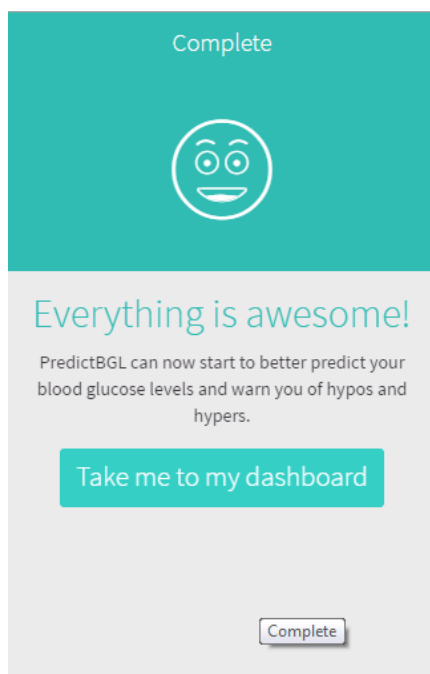 Complete
Everything is awesome!
PredictBGL can now start to better predict your
blood glucose levels and warn you of hypos and
hypers.
Take me to my dashboard
Complete